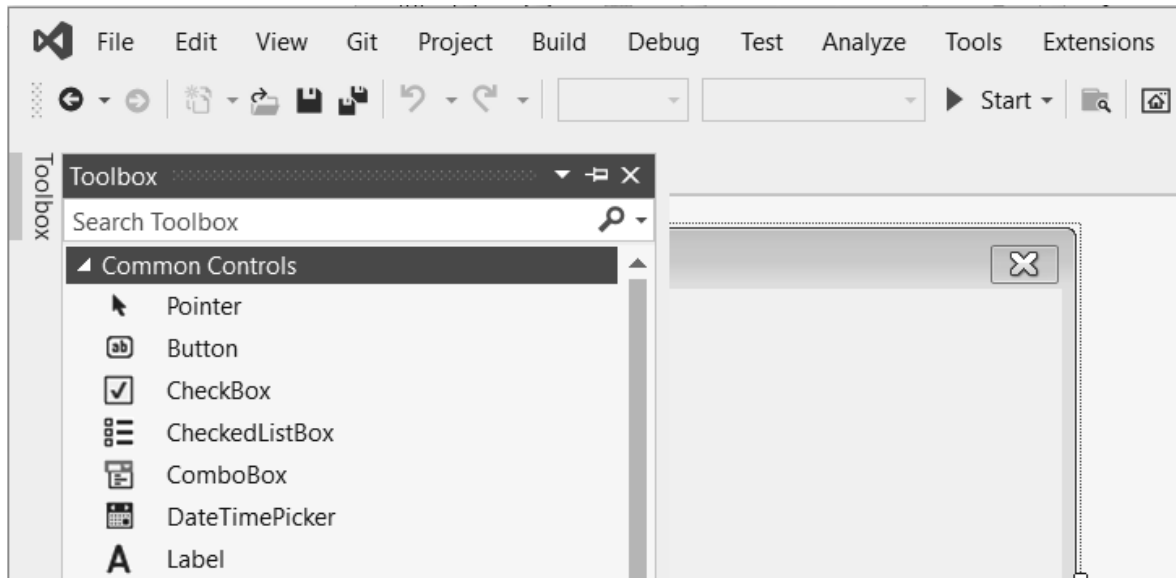 File Edit View Git Project Build Debug Test Analyze Tools Extensions
Start
Toolbox
Toolbox
Search Toolbox
Common Controls
Pointer
ab Button
CheckBox
CheckedListBox
ComboBox
DateTimePicker
A Label